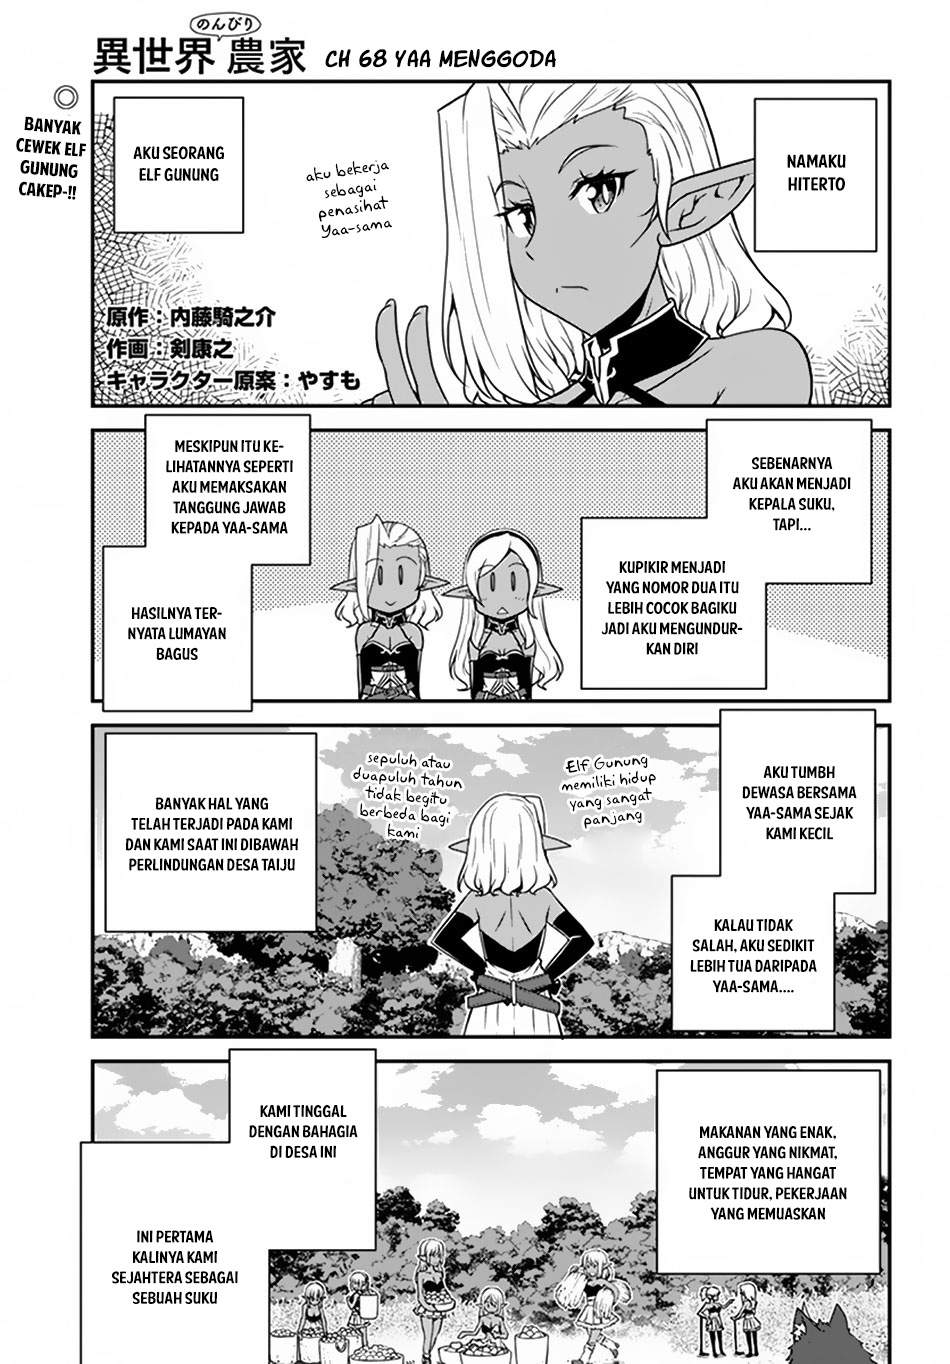 のんびり
異世界農家
CH 68 YAA MENGGODA
◎
BANYAK
CEWEK ELF
GUNUNG
CAKEP-!!
NAMAKU
HITERTO
AKU SEORANG
ELF GUNUNG
aku bekerja
sebagai
penasihat
Yaa-sama
原作：内藤騎之介
作画：剣康之
キャラクター原案：やすも
SEBENARNYA
AKU AKAN MENJADI
KEPALA SUKU,
TAPI...
KUPIKIR MENJADI
YANG NOMOR DUA ITU
LEBIH COCOK BAGIKU
JADI AKU MENGUNDUR-
KAN DIRI
MESKIPUN ITU KE-
LIHATANNYA SEPERTI
AKU MEMAKSAKAN
TANGGUNG JAWAB
KEPADA YAA-SAMA
HASILNYA TER-
NYATA LUMAYAN
BAGUS
AKU TUMBH
DEWASA BERSAMA
YAA-SAMA SEJAK
KAMI KECIL
KALAU TIDAK
SALAH, AKU SEDIKIT
LEBIH TUA DARIPADA
YAA-SAMA....
Elf Gunung
memiliki hidup
yang sangat
panjang
sepuluh atau
duapuluh tahun
tidak begitu
berbeda bagi
kami
BANYAK HAL YANG
TELAH TERJADI PADA KAMI
DAN KAMI SAAT INI DIBAWAH
PERLINDUNGAN DESA TAIJU
MAKANAN YANG ENAK,
ANGGUR YANG NIKMAT,
TEMPAT YANG HANGAT
UNTUK TIDUR, PEKERJAAN
YANG MEMUASKAN
KAMI TINGGAL
DENGAN BAHAGIA
DI DESA INI
INI PERTAMA
KALINYA KAMI
SEJAHTERA SEBAGAI
SEBUAH SUKU